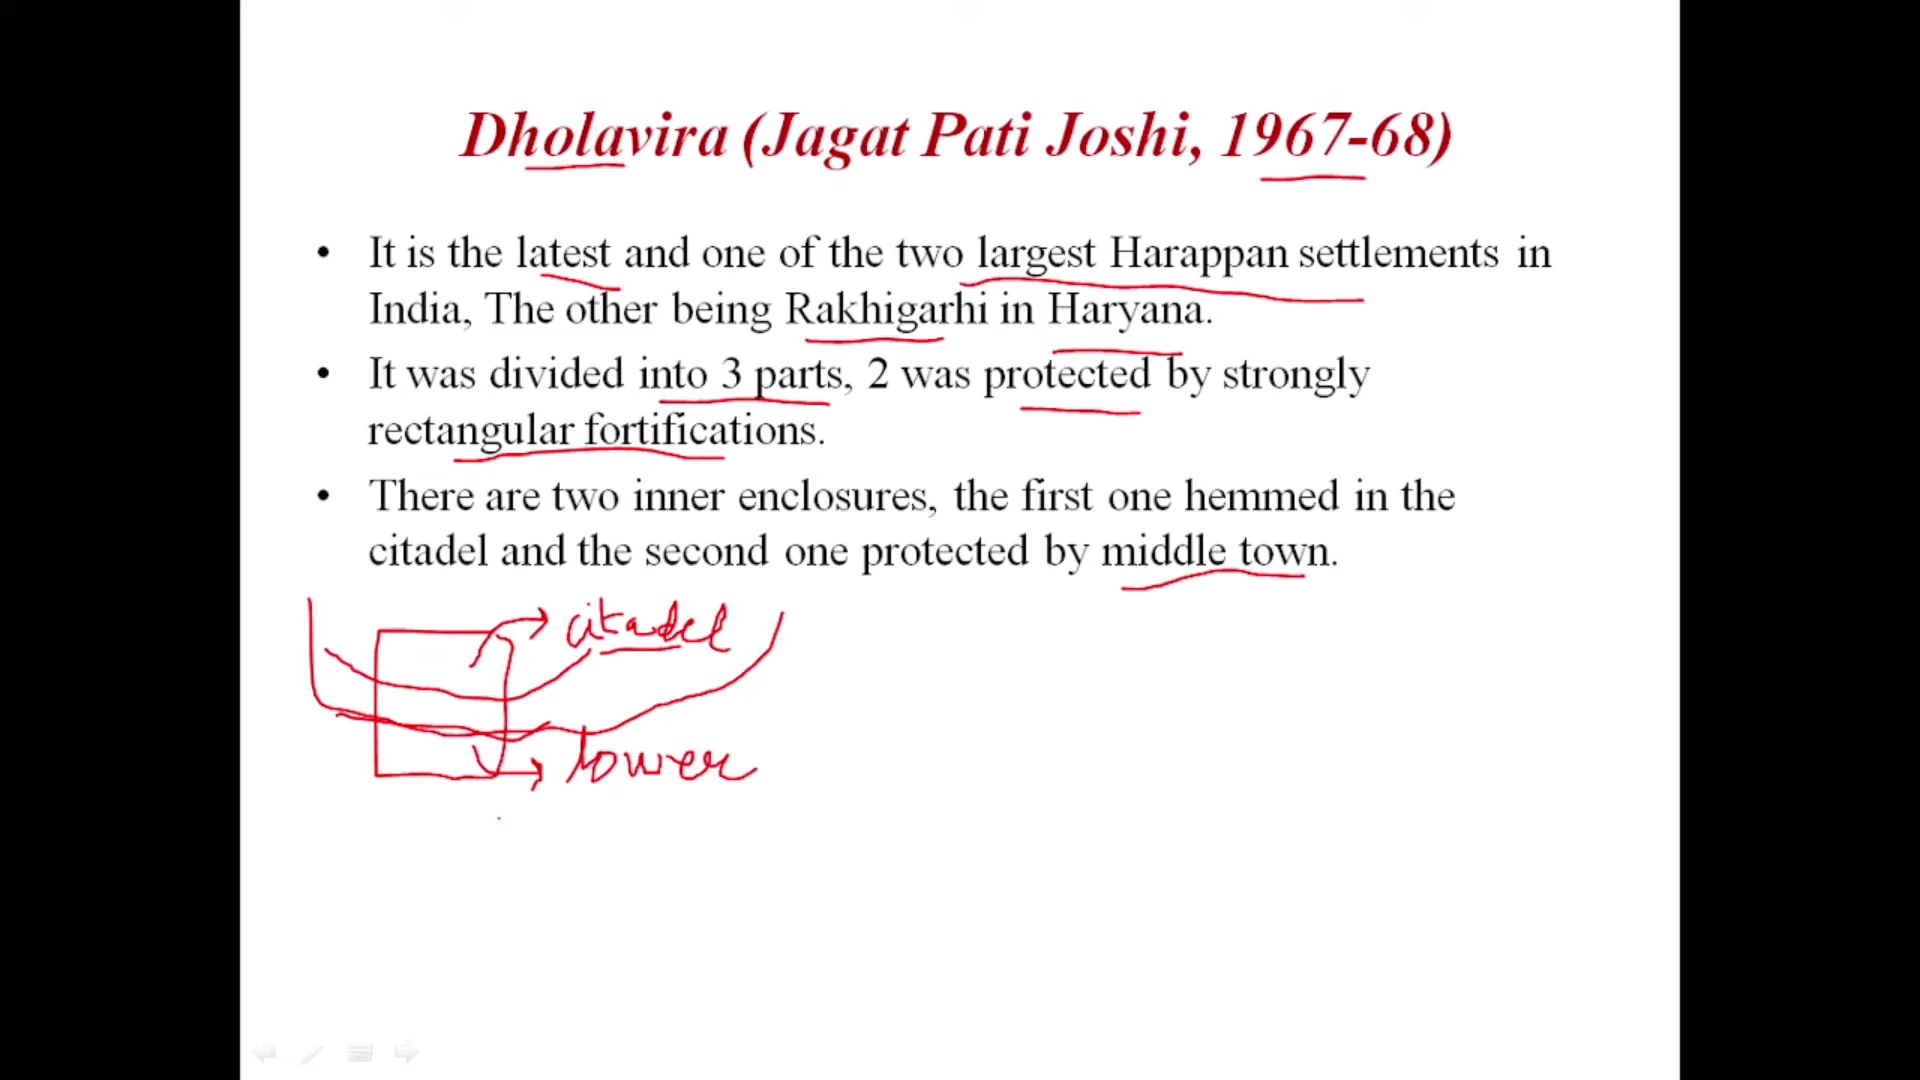 Dholavira (Jagat Pati Joshi, 1967-68)
• It is the latest and one of the two largest Harappan settlements in
India, The other being Rakhigarhi in Haryana.
• It was divided into 3 parts, 2 was protected by strongly
rectangular fortifications.
• There are two inner enclosures, the first one hemmed in the
citadel and the second one protected by middle town.
citadel
lower